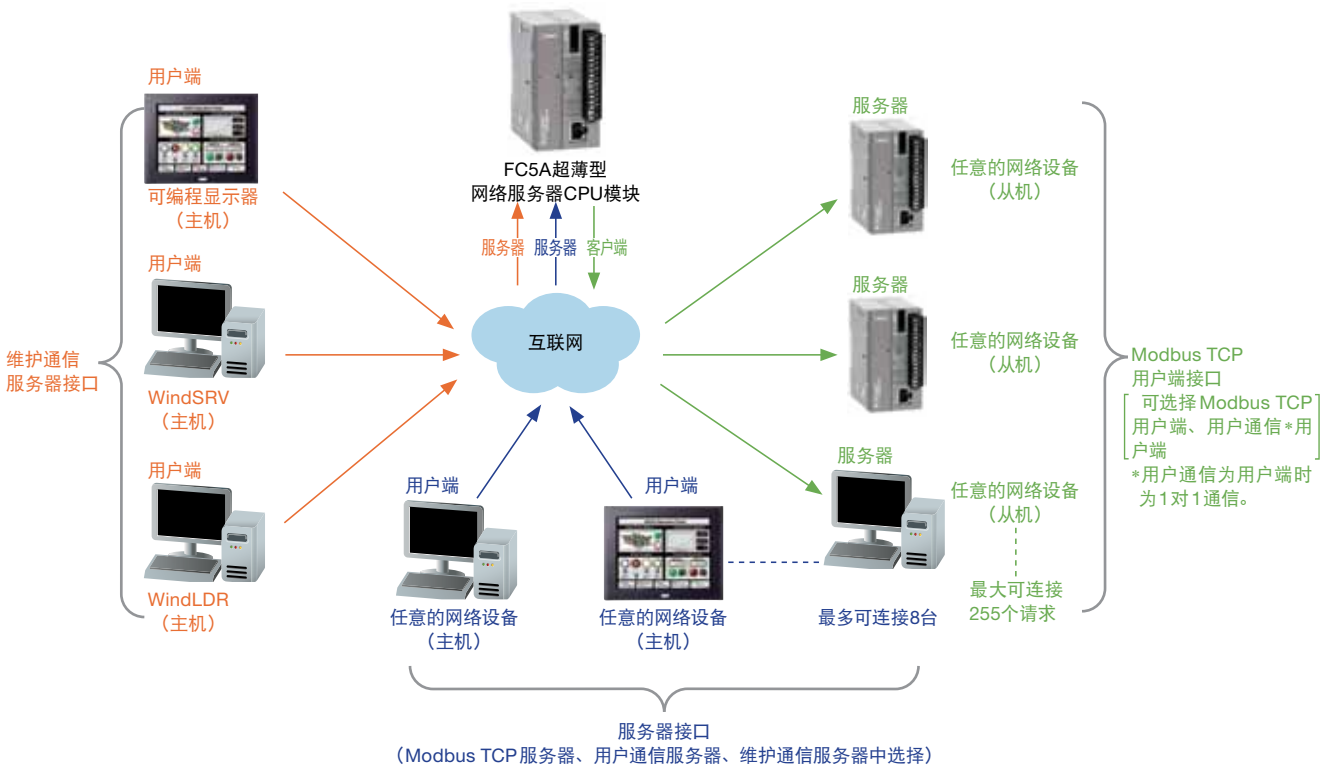 用户端
可编程显示器
（主机）
用户端
WindSRV
（主机）
用户端
WindLDR
（主机）
维护通信
服务器接口
FC5A超薄型
网络服务器CPU模块
服务器
服务器
客户端
互联网
用户端
任意的网络设备
（主机）
用户端
任意的网络设备
（主机）
最多可连接8台
服务器接口
（Modbus TCP服务器、用户通信服务器、维护通信服务器中选择）
服务器
任意的网络设备
（从机）
服务器
任意的网络设备
（从机）
服务器
任意的网络设备
（从机）
最大可连接
255个请求
Modbus TCP
用户端接口
可选择Modbus TCP
用户端、用户通信*用
户端
*用户通信为用户端时
为1对1通信。